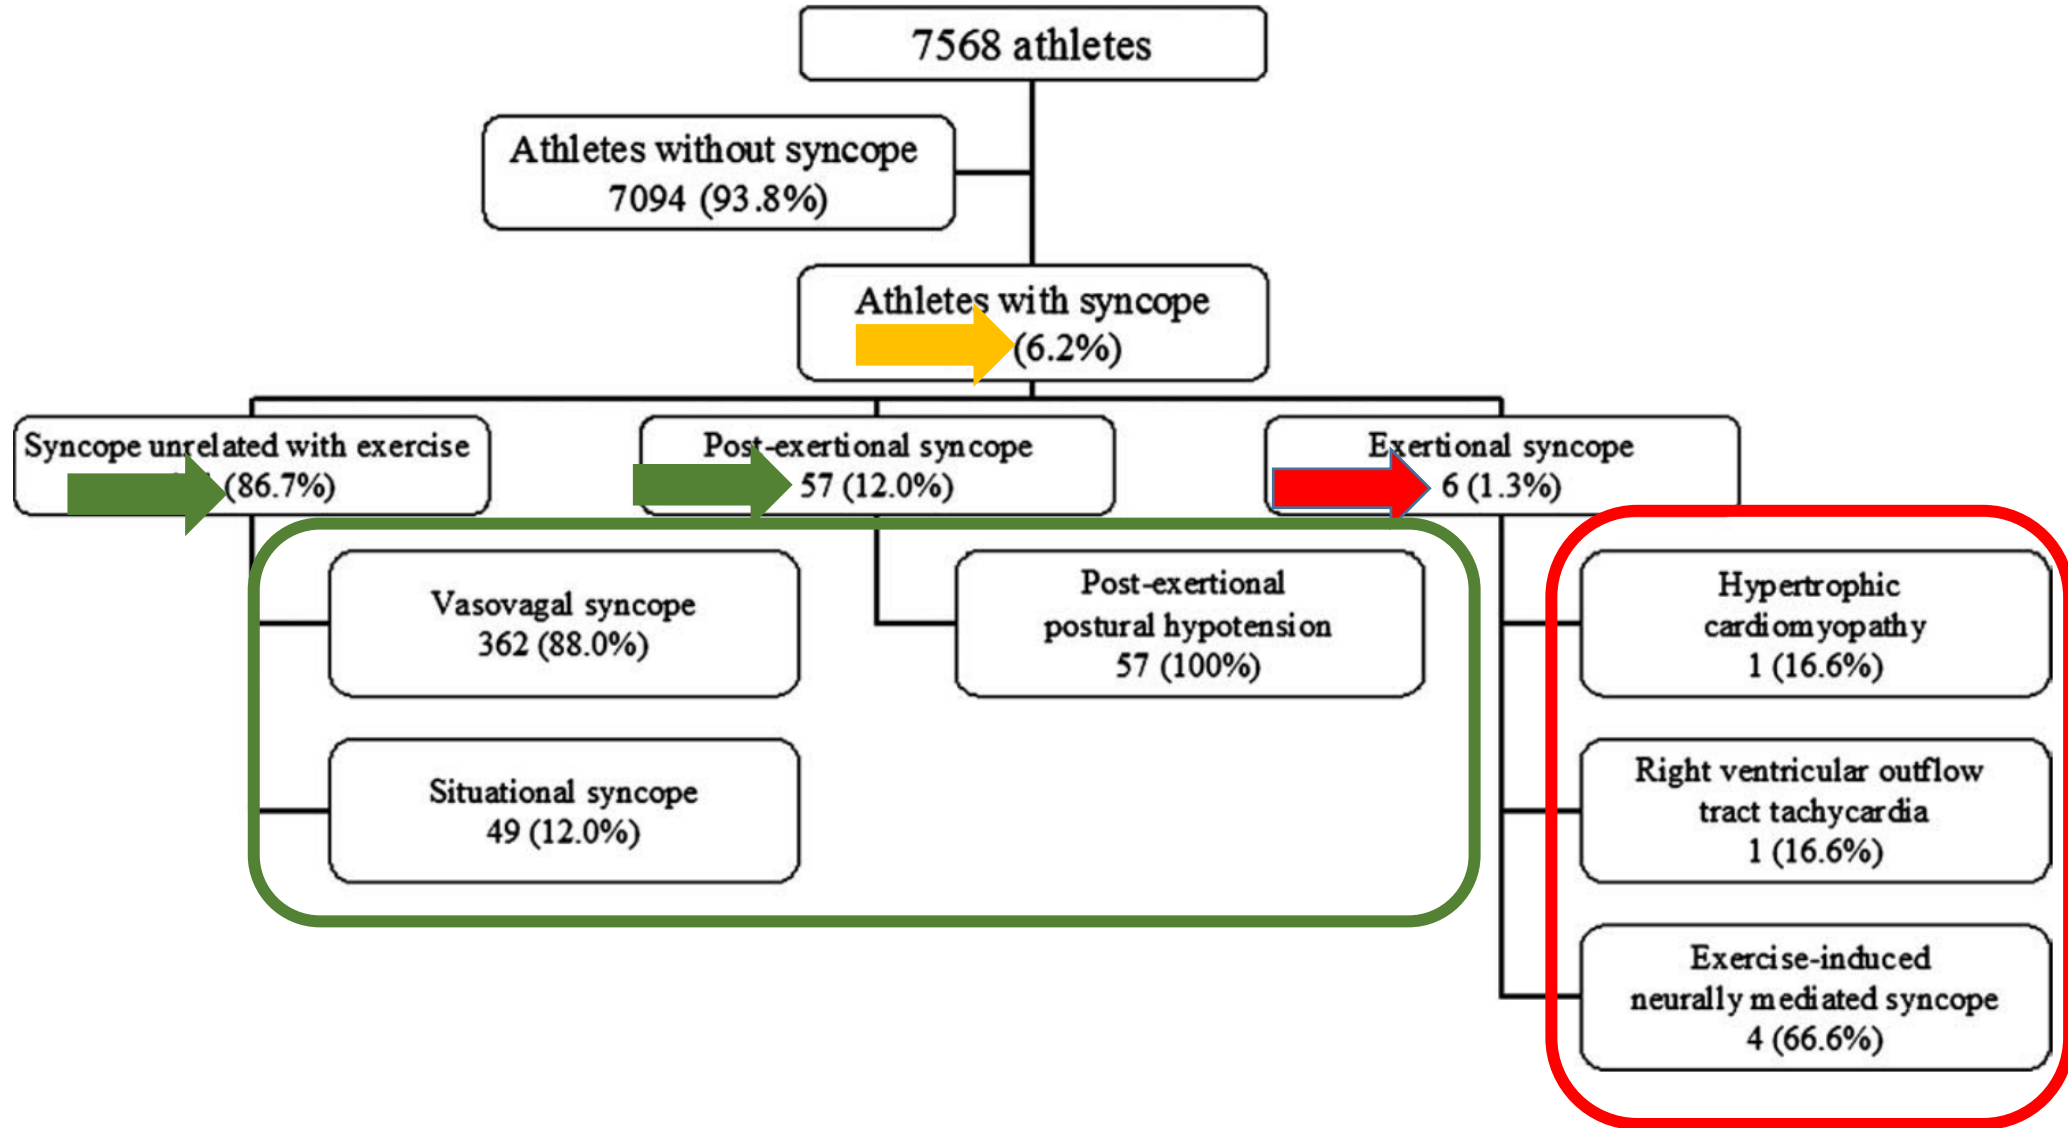 7568 athletes
Athletes without syncope
7094 (93.8%)
Athletes with syncope
(6.2%)
Syncope unrelated with exercise
(86.7%)
Post-exertional syncope
57 (12.0%)
Exertional syncope
6 (1.3%)
Vasovagal syncope
362 (88.0%)
Situational syncope
49 (12.0%)
Post-exertional
postural hypotension
57 (100%)
Hypertrophic
cardiomyopathy
1 (16.6%)
Right ventricular outflow
tract tachycardia
1 (16.6%)
Exercise-induced
neurally mediated syncope
4 (66.6%)